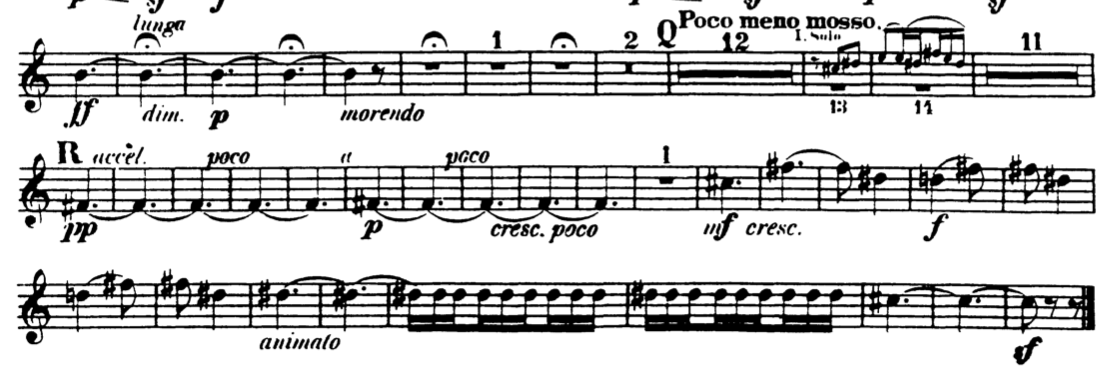 lunga
1 2 Q Poco meno mosso. 12 I. Solo 11
ff dim. p morendo 13 14
R accel. poco a poco 1
pp p cresc. poco mf cresc. f
animato
sf